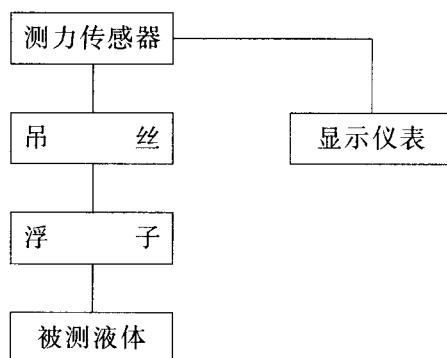 测力传感器
吊 丝
显示仪表
浮 子
被测液体